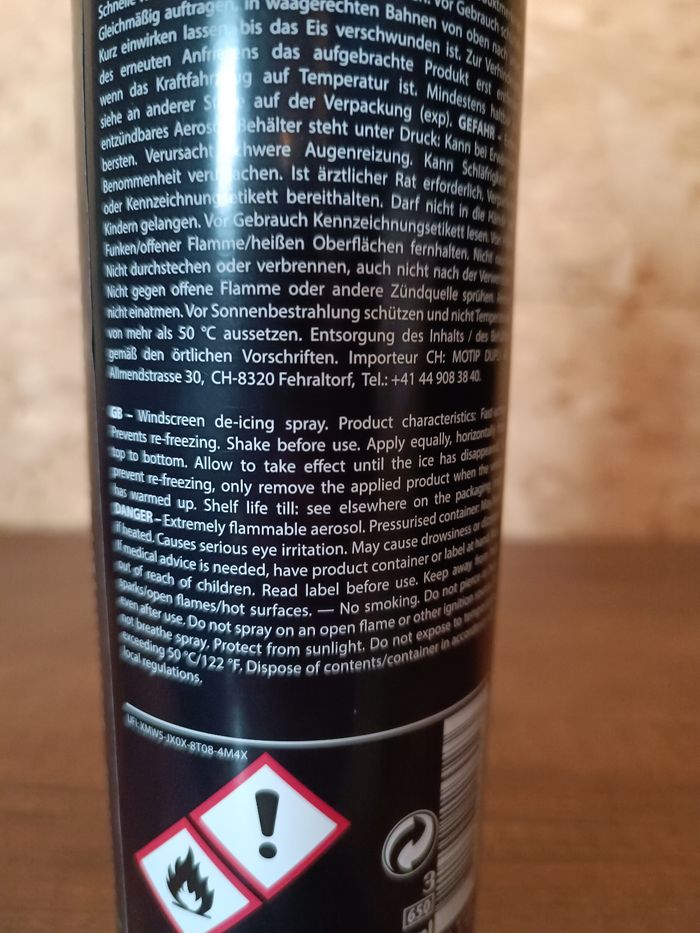 Schnelle
Gleichmäßig auftragen, in waagerechten Bahnen von oben nach
Kurz einwirken lassen, bis das Eis verschwunden ist. Zur
des erneuten Anfrierens das aufgebrachte Produkt erst
wenn das Kraftfahrzeug auf Temperatur ist. Mindestens
siehe an anderer Stelle auf der Verpackung (exp). GEFAHR –
entzündbares Aerosol. Behälter steht unter Druck: Kann bei
bersten. Verursacht schwere Augenreizung. Kann
Benommenheit verursachen. Ist ärztlicher Rat erforderlich,
oder Kennzeichnungsetikett bereithalten. Darf nicht in die
Kindern gelangen. Vor Gebrauch Kennzeichnungsetikett lesen. Von
Funken/offener Flamme/heißen Oberflächen fernhalten. Nicht
Nicht durchstechen oder verbrennen, auch nicht nach der
Nicht gegen offene Flamme oder andere Zündquelle sprühen.
nicht einatmen. Vor Sonnenbestrahlung schützen und nicht
von mehr als 50 °C aussetzen. Entsorgung des Inhalts / des
gemäß den örtlichen Vorschriften. Importeur CH: MOTIP DUPLI
Allmendstrasse 30, CH-8320 Fehraltorf, Tel.: +41 44 908 38 40.
GB – Windscreen de-icing spray. Product characteristics:
Prevents re-freezing. Shake before use. Apply equally, horizontally
top to bottom. Allow to take effect until the ice has
prevent re-freezing, only remove the applied product when the
has warmed up. Shelf life till: see elsewhere on the packaging
DANGER – Extremely flammable aerosol. Pressurised container: May
if heated. Causes serious eye irritation. May cause drowsiness or
If medical advice is needed, have product container or label at hand.
out of reach of children. Read label before use. Keep away from
sparks/open flames/hot surfaces. — No smoking. Do not pierce
even after use. Do not spray on an open flame or other ignition
not breathe spray. Protect from sunlight. Do not expose to
exceeding 50 °C/122 °F. Dispose of contents/container in
local regulations.
UFI: XMW5-JX0X-8T08-4M4X
3
650